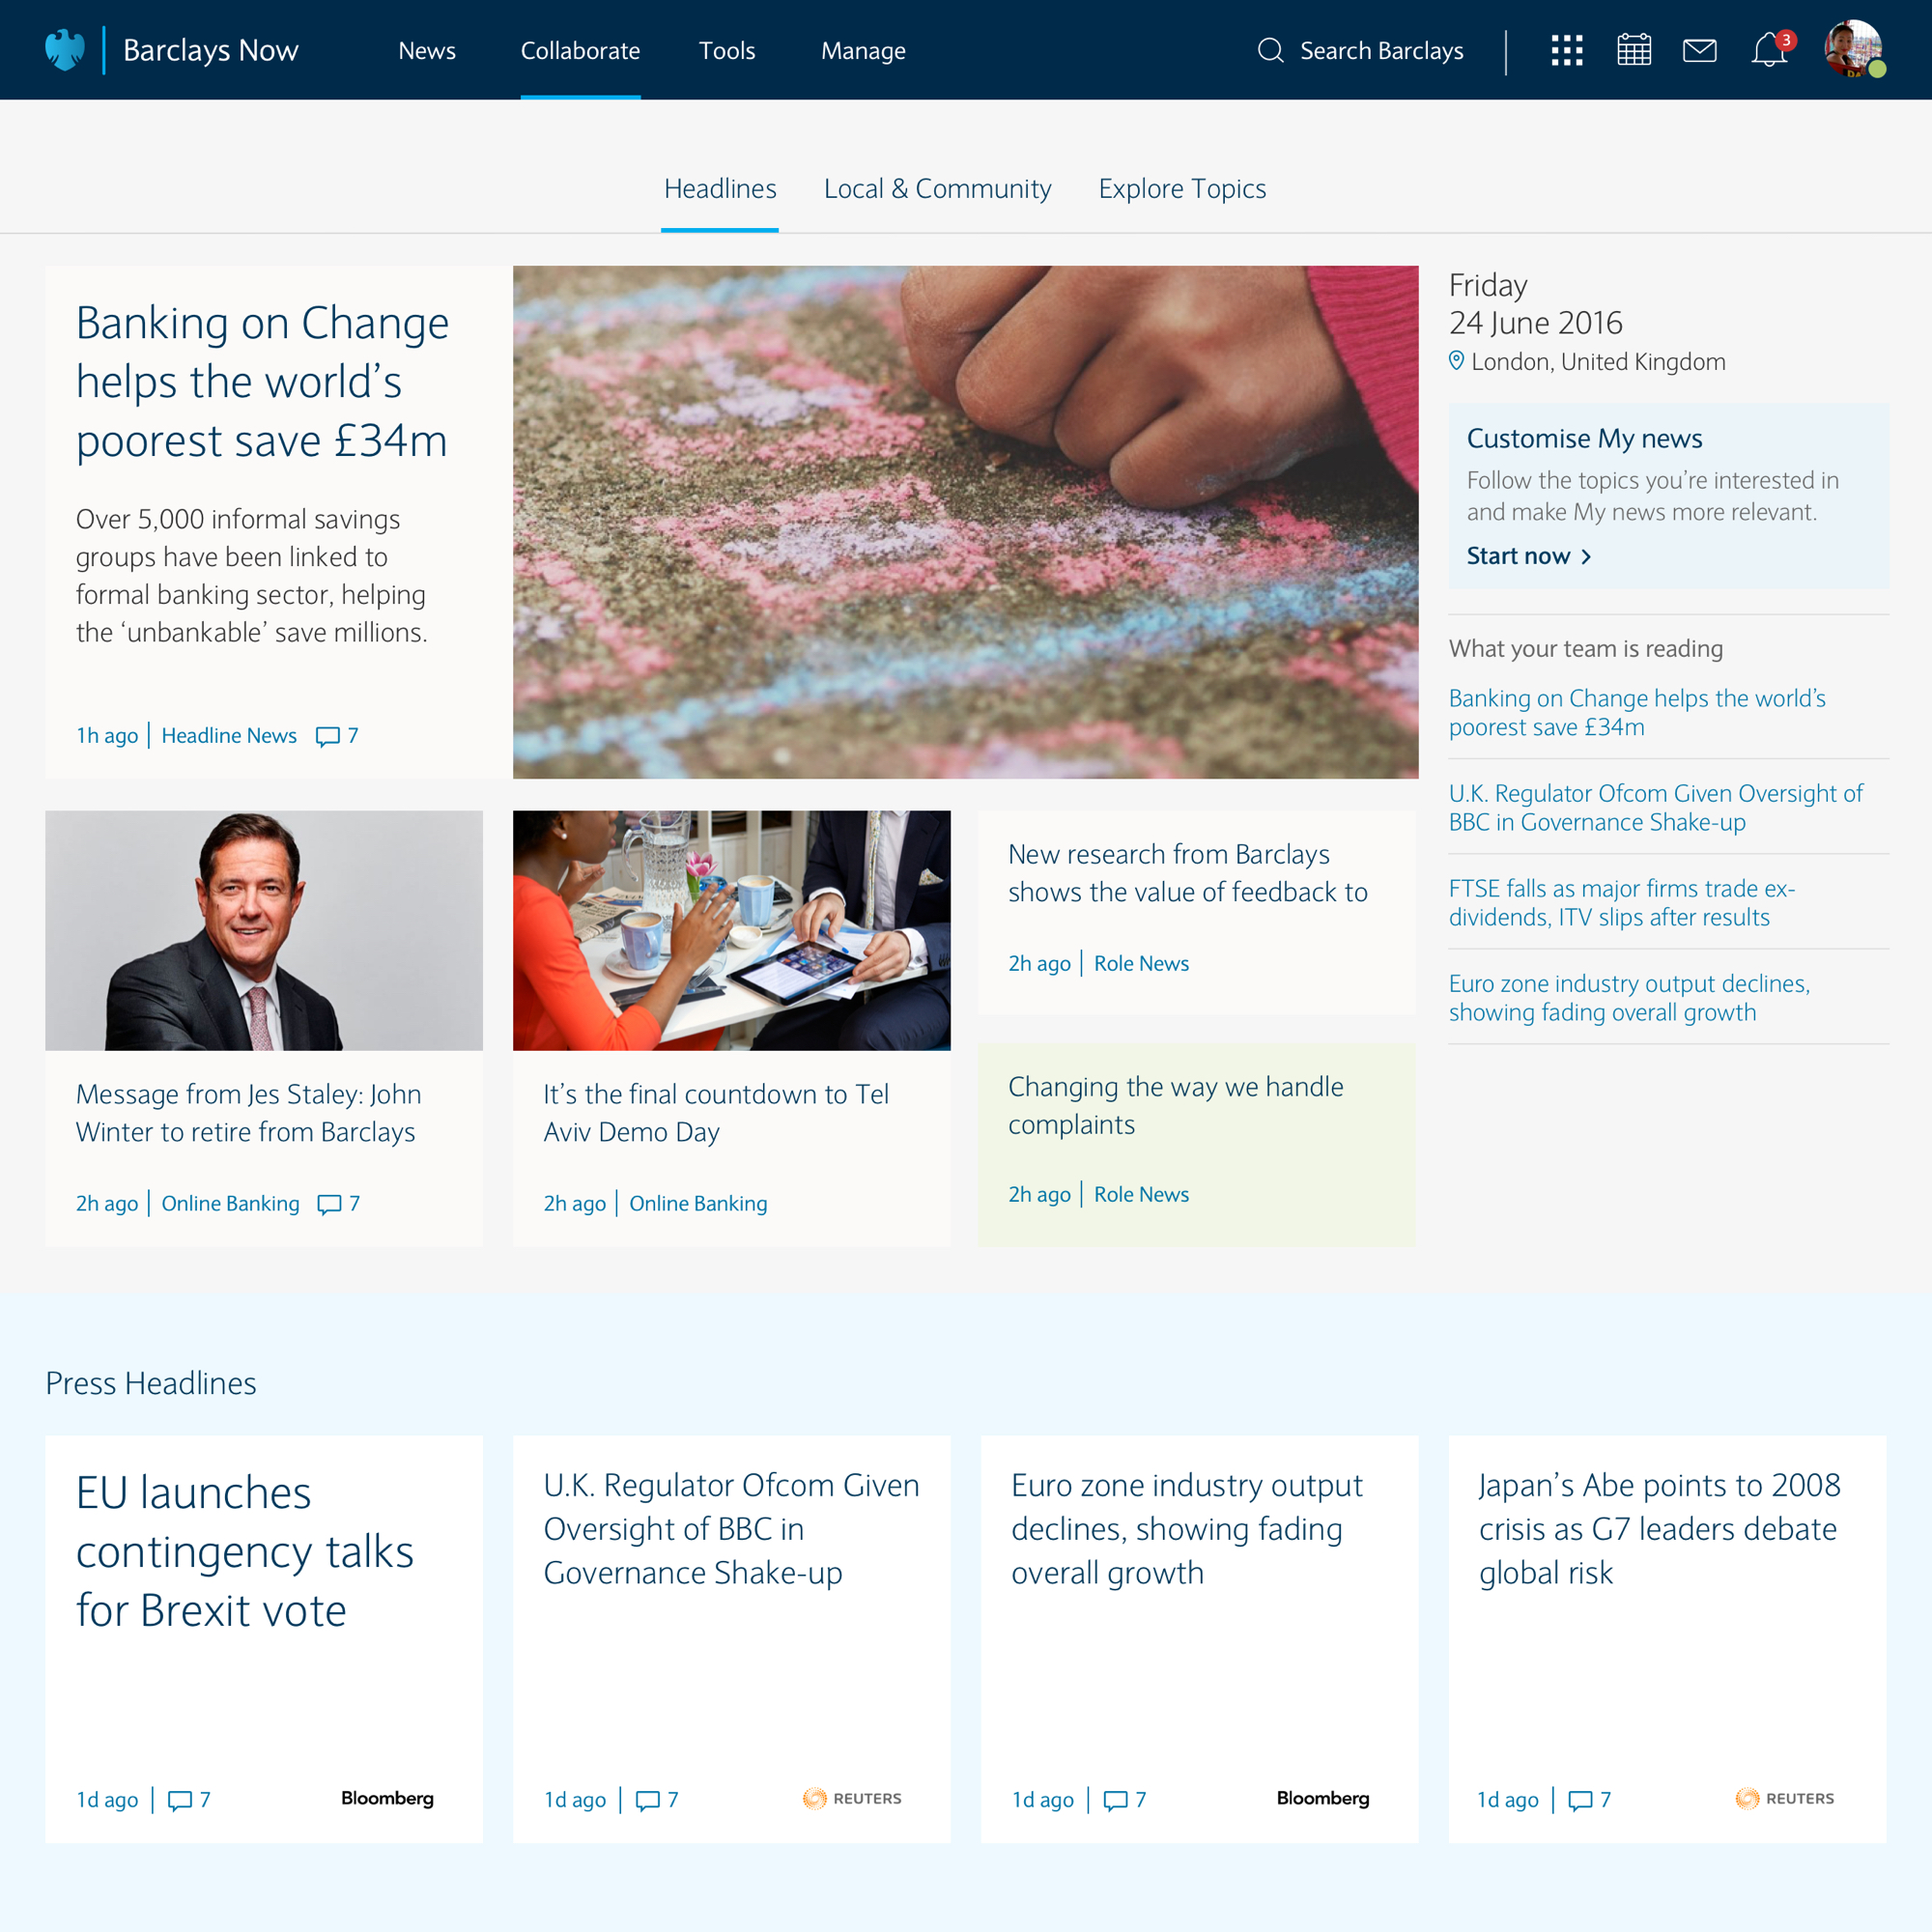 Barclays Now
News
Collaborate
Tools
Manage
Search Barclays
3
Headlines
Local & Community
Explore Topics
Banking on Change
helps the world’s
poorest save £34m
Over 5,000 informal savings
groups have been linked to
formal banking sector, helping
the ‘unbankable’ save millions.
1h ago | Headline News 7
Friday
24 June 2016
London, United Kingdom
Customise My news
Follow the topics you’re interested in
and make My news more relevant.
Start now >
What your team is reading
Banking on Change helps the world’s
poorest save £34m
U.K. Regulator Ofcom Given Oversight of
BBC in Governance Shake-up
FTSE falls as major firms trade ex-
dividends, ITV slips after results
Euro zone industry output declines,
showing fading overall growth
Message from Jes Staley: John
Winter to retire from Barclays
2h ago | Online Banking 7
It’s the final countdown to Tel
Aviv Demo Day
2h ago | Online Banking
New research from Barclays
shows the value of feedback to
2h ago | Role News
Changing the way we handle
complaints
2h ago | Role News
Press Headlines
EU launches
contingency talks
for Brexit vote
1d ago | 7 Bloomberg
U.K. Regulator Ofcom Given
Oversight of BBC in
Governance Shake-up
1d ago | 7 REUTERS
Euro zone industry output
declines, showing fading
overall growth
1d ago | 7 Bloomberg
Japan’s Abe points to 2008
crisis as G7 leaders debate
global risk
1d ago | 7 REUTERS